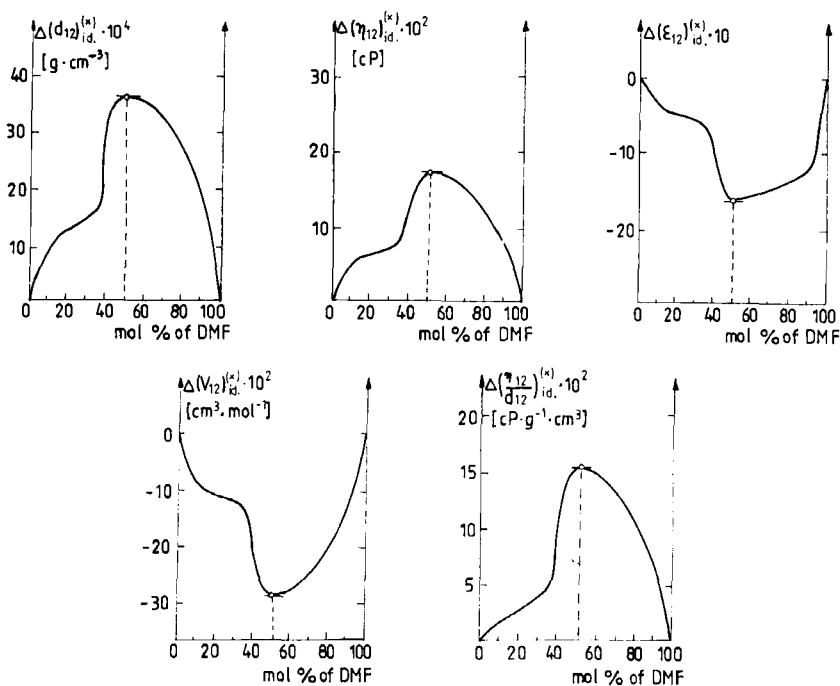 Δ(d₁₂)id.⁽ˣ⁾·10⁴
[g·cm⁻³]
40
30
20
10
0 20 40 60 80 100
mol % of DMF
Δ(η₁₂)id.⁽ˣ⁾·10²
[cP]
30
20
10
0 20 40 60 80 100
mol % of DMF
Δ(ε₁₂)id.⁽ˣ⁾·10
0
-10
-20
0 20 40 60 80 100
mol % of DMF
Δ(V₁₂)id.⁽ˣ⁾·10²
[cm³·mol⁻¹]
0
-10
-20
-30
0 20 40 60 80 100
mol % of DMF
Δ(η₁₂/d₁₂)id.⁽ˣ⁾·10²
[cP·g⁻¹·cm³]
20
15
10
5
0 20 40 60 80 100
mol % of DMF